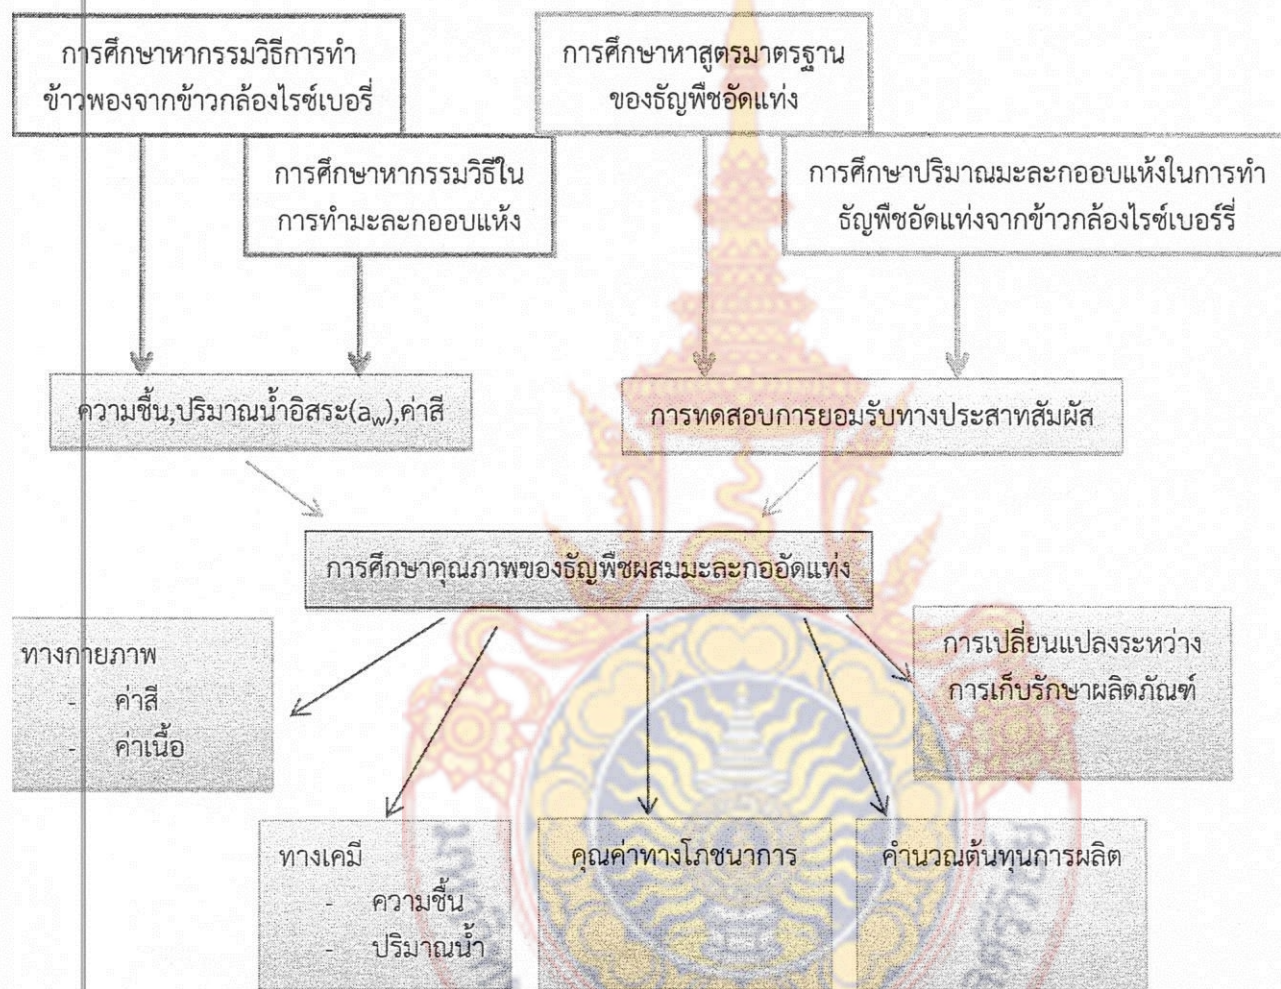 การศึกษาหากรรมวิธีการทำ
ข้าวพองจากข้าวกล้องไรซ์เบอรี่
การศึกษาหาสูตรมาตรฐาน
ของธัญพืชอัดแท่ง
การศึกษาหากรรมวิธีใน
การทำมะละกออบแห้ง
การศึกษาปริมาณมะละกออบแห้งในการทำ
ธัญพืชอัดแท่งจากข้าวกล้องไรซ์เบอร์รี่
ความชื้น,ปริมาณน้ำอิสระ(aw),ค่าสี
การทดสอบการยอมรับทางประสาทสัมผัส
การศึกษาคุณภาพของธัญพืชผสมมะละกออัดแท่ง
ทางกายภาพ
- ค่าสี
- ค่าเนื้อ
การเปลี่ยนแปลงระหว่าง
การเก็บรักษาผลิตภัณฑ์
ทางเคมี
- ความชื้น
- ปริมาณน้ำ
คุณค่าทางโภชนาการ
คำนวณต้นทุนการผลิต